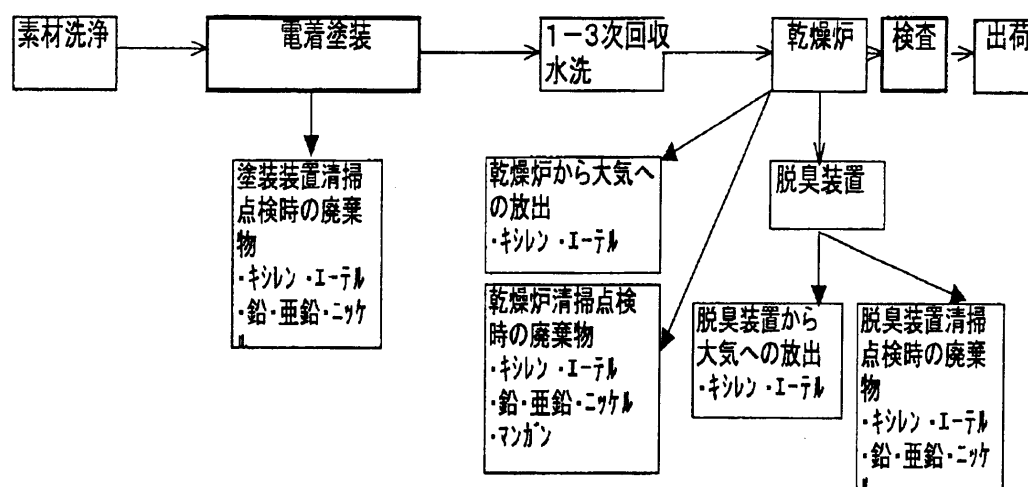 素材洗浄
電着塗装
1－3次回収
水洗
乾燥炉
検査
出荷
塗装装置清掃
点検時の廃棄
物
・ｷｼﾚﾝ ・ｴｰﾃﾙ
・鉛・亜鉛・ﾆｯｹ
乾燥炉から大気へ
の放出
・ｷｼﾚﾝ ・ｴｰﾃﾙ
乾燥炉清掃点検
時の廃棄物
・ｷｼﾚﾝ ・ｴｰﾃﾙ
・鉛・亜鉛・ﾆｯｹﾙ
・ﾏﾝｶﾞﾝ
脱臭装置
脱臭装置から
大気への放出
・ｷｼﾚﾝ ・ｴｰﾃﾙ
脱臭装置清掃
点検時の廃棄
物
・ｷｼﾚﾝ ・ｴｰﾃﾙ
・鉛・亜鉛・ﾆｯｹ